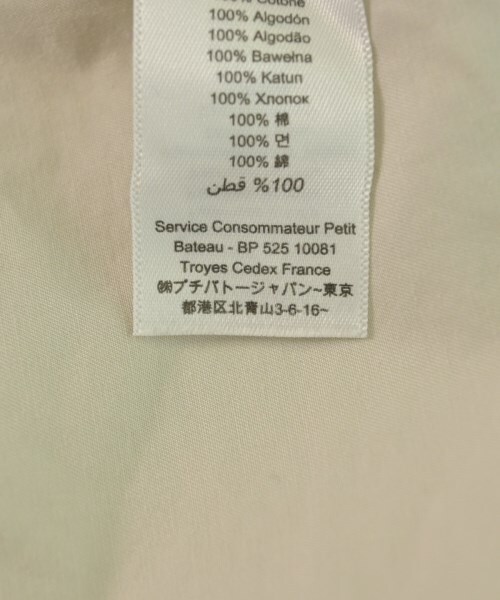 100% Cotone
100% Algodón
100% Algodão
100% Bawełna
100% Katun
100% Хлопок
100% 棉
100% 면
100% 綿
100% قطن
Service Consommateur Petit
Bateau - BP 525 10081
Troyes Cedex France
㈱プチバトージャパン~東京
都港区北青山3-6-16~